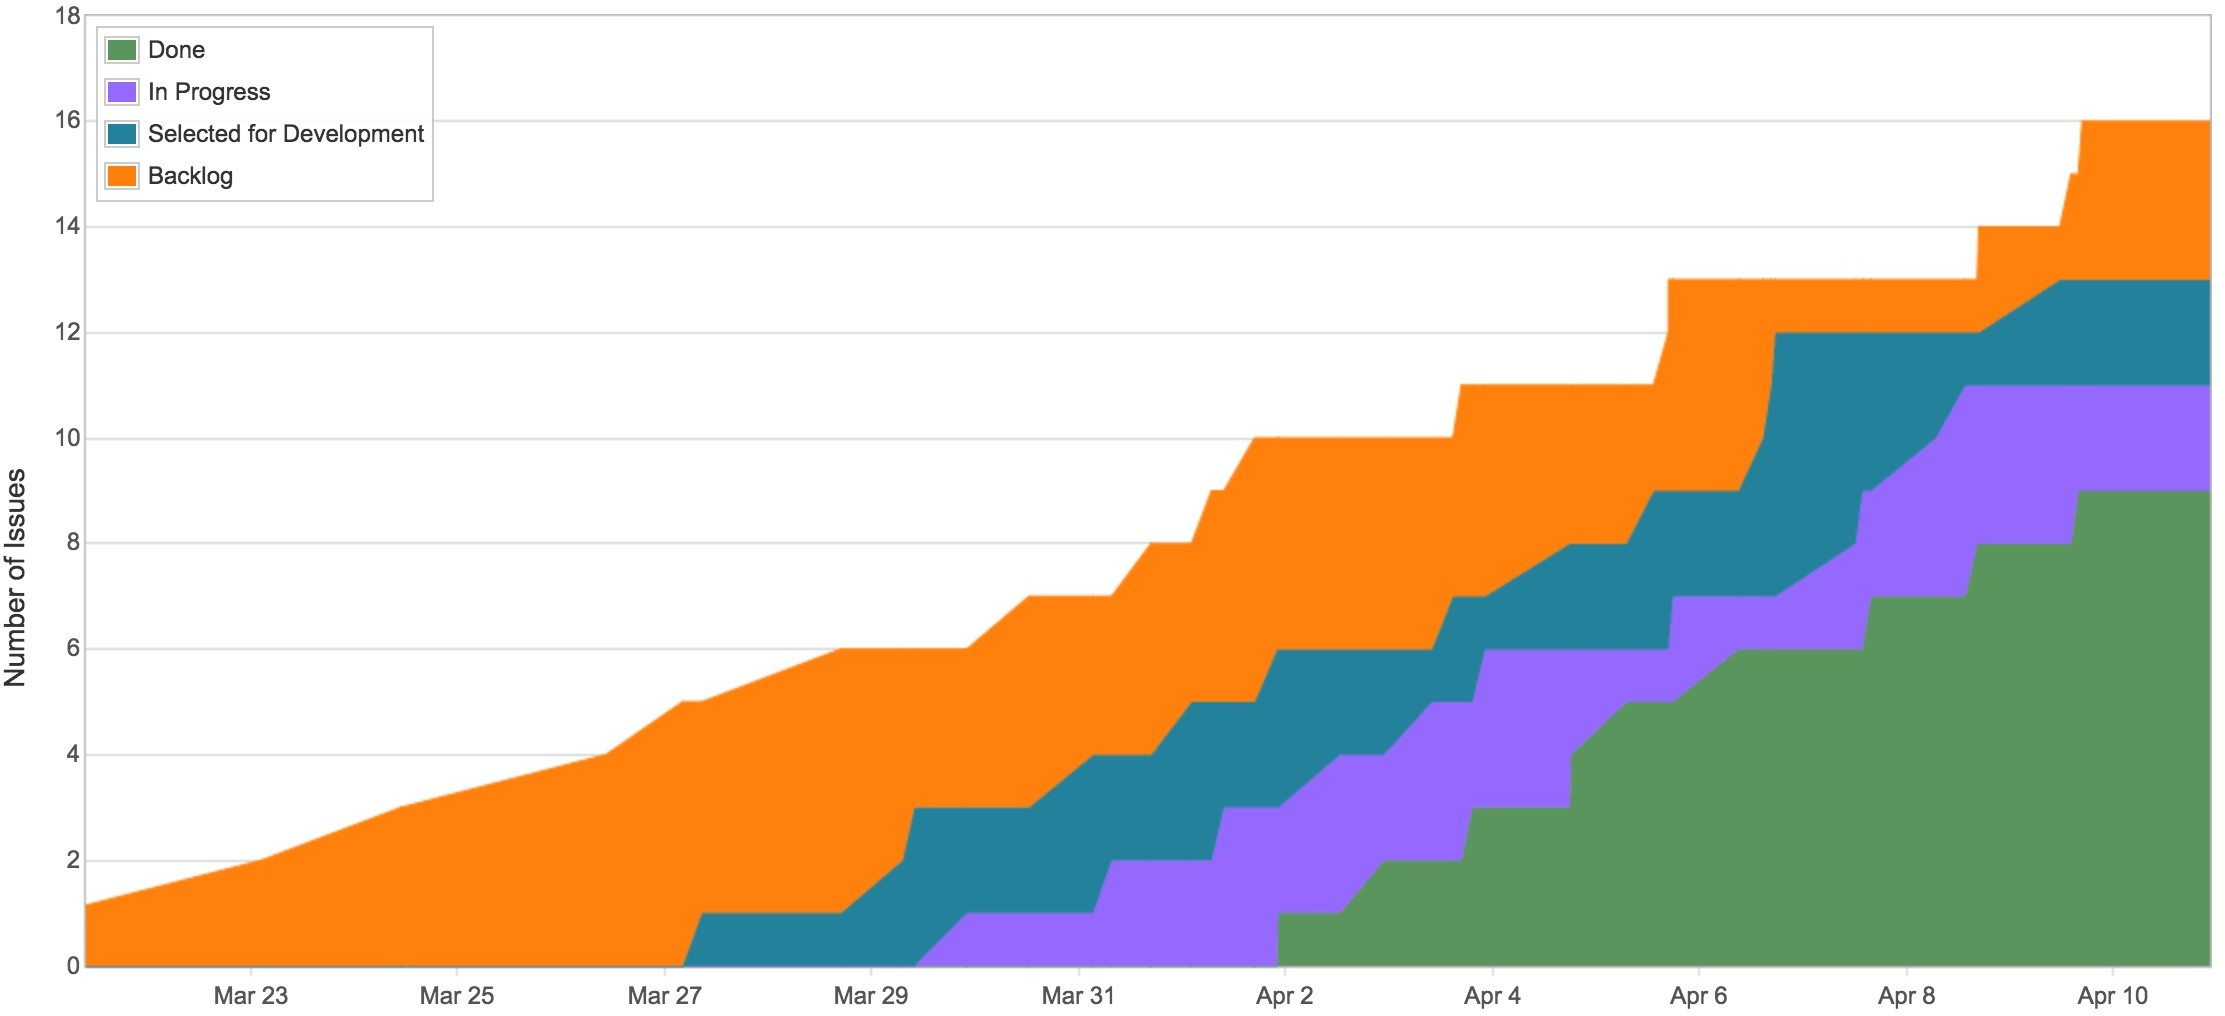 18
16
14
12
10
8
6
4
2
0
Number of Issues
Done
In Progress
Selected for Development
Backlog
Mar 23 Mar 25 Mar 27 Mar 29 Mar 31 Apr 2 Apr 4 Apr 6 Apr 8 Apr 10